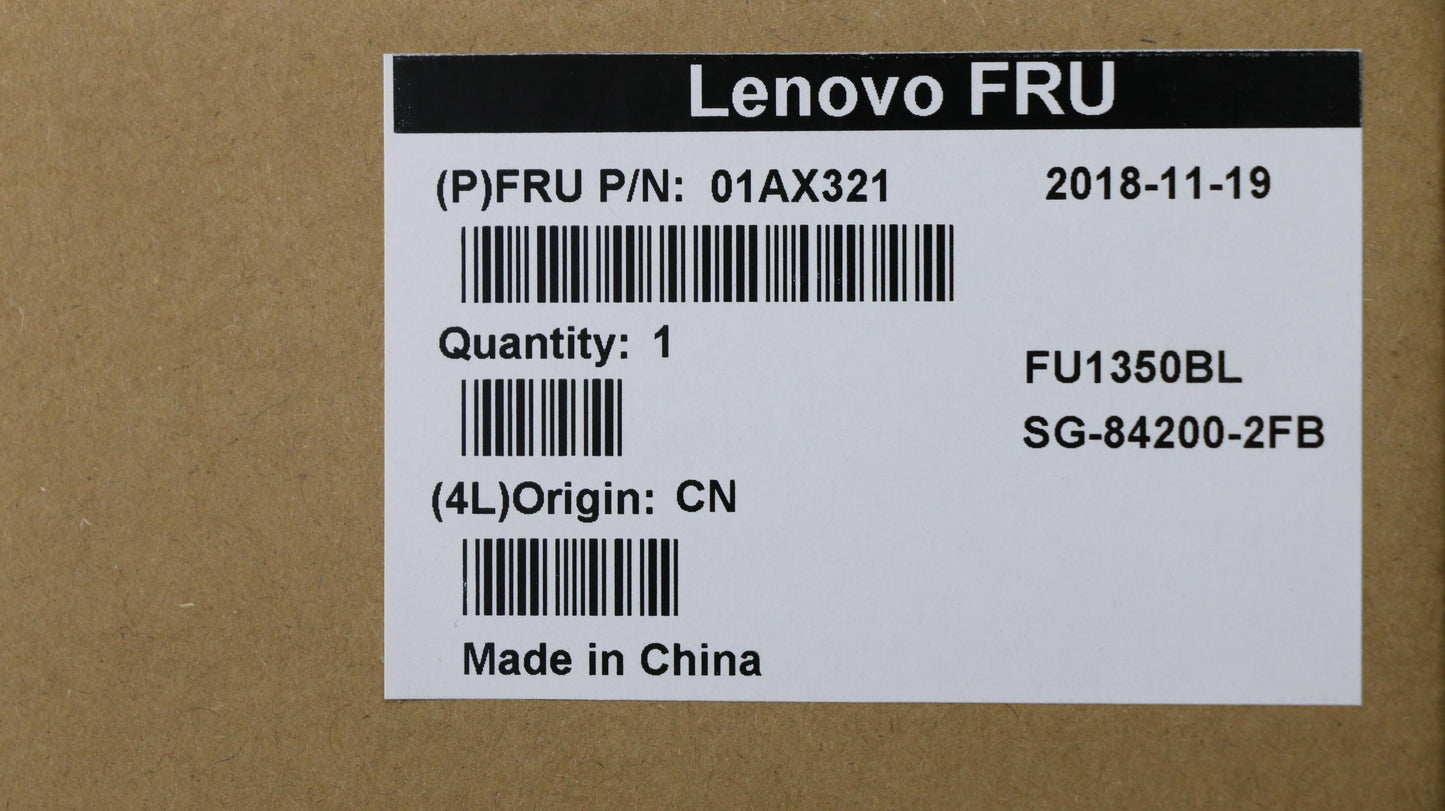 Lenovo FRU
(P)FRU P/N: 01AX321 2018-11-19
Quantity: 1
FU1350BL
SG-84200-2FB
(4L)Origin: CN
Made in China